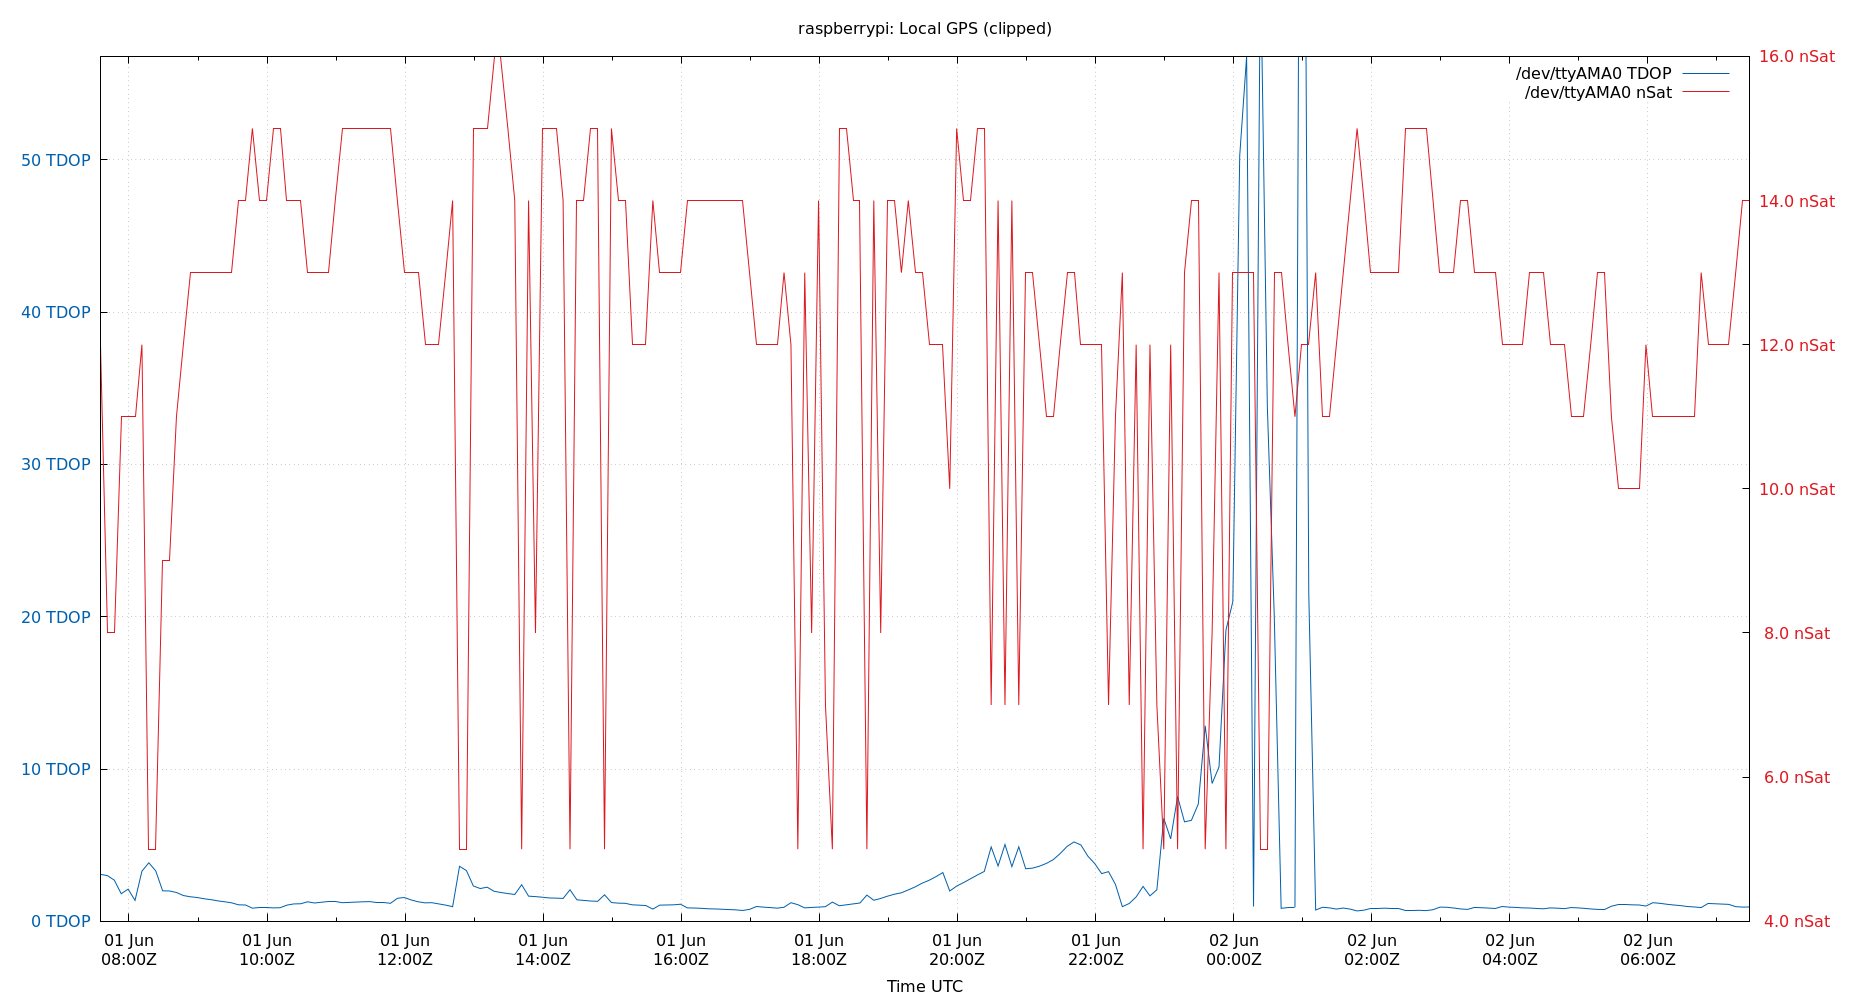 raspberrypi: Local GPS (clipped)
/dev/ttyAMA0 TDOP
/dev/ttyAMA0 nSat
50 TDOP
40 TDOP
30 TDOP
20 TDOP
10 TDOP
0 TDOP
16.0 nSat
14.0 nSat
12.0 nSat
10.0 nSat
8.0 nSat
6.0 nSat
4.0 nSat
01 Jun 01 Jun 01 Jun 01 Jun 01 Jun 01 Jun 01 Jun 01 Jun 02 Jun 02 Jun 02 Jun 02 Jun
08:00Z 10:00Z 12:00Z 14:00Z 16:00Z 18:00Z 20:00Z 22:00Z 00:00Z 02:00Z 04:00Z 06:00Z
Time UTC